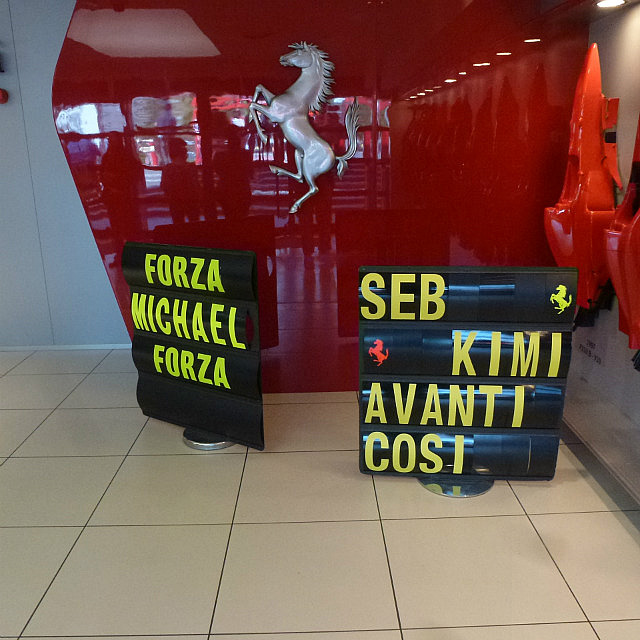 FORZA
MICHAEL
FORZA
SEB
KIMI
AVANTI
COSI